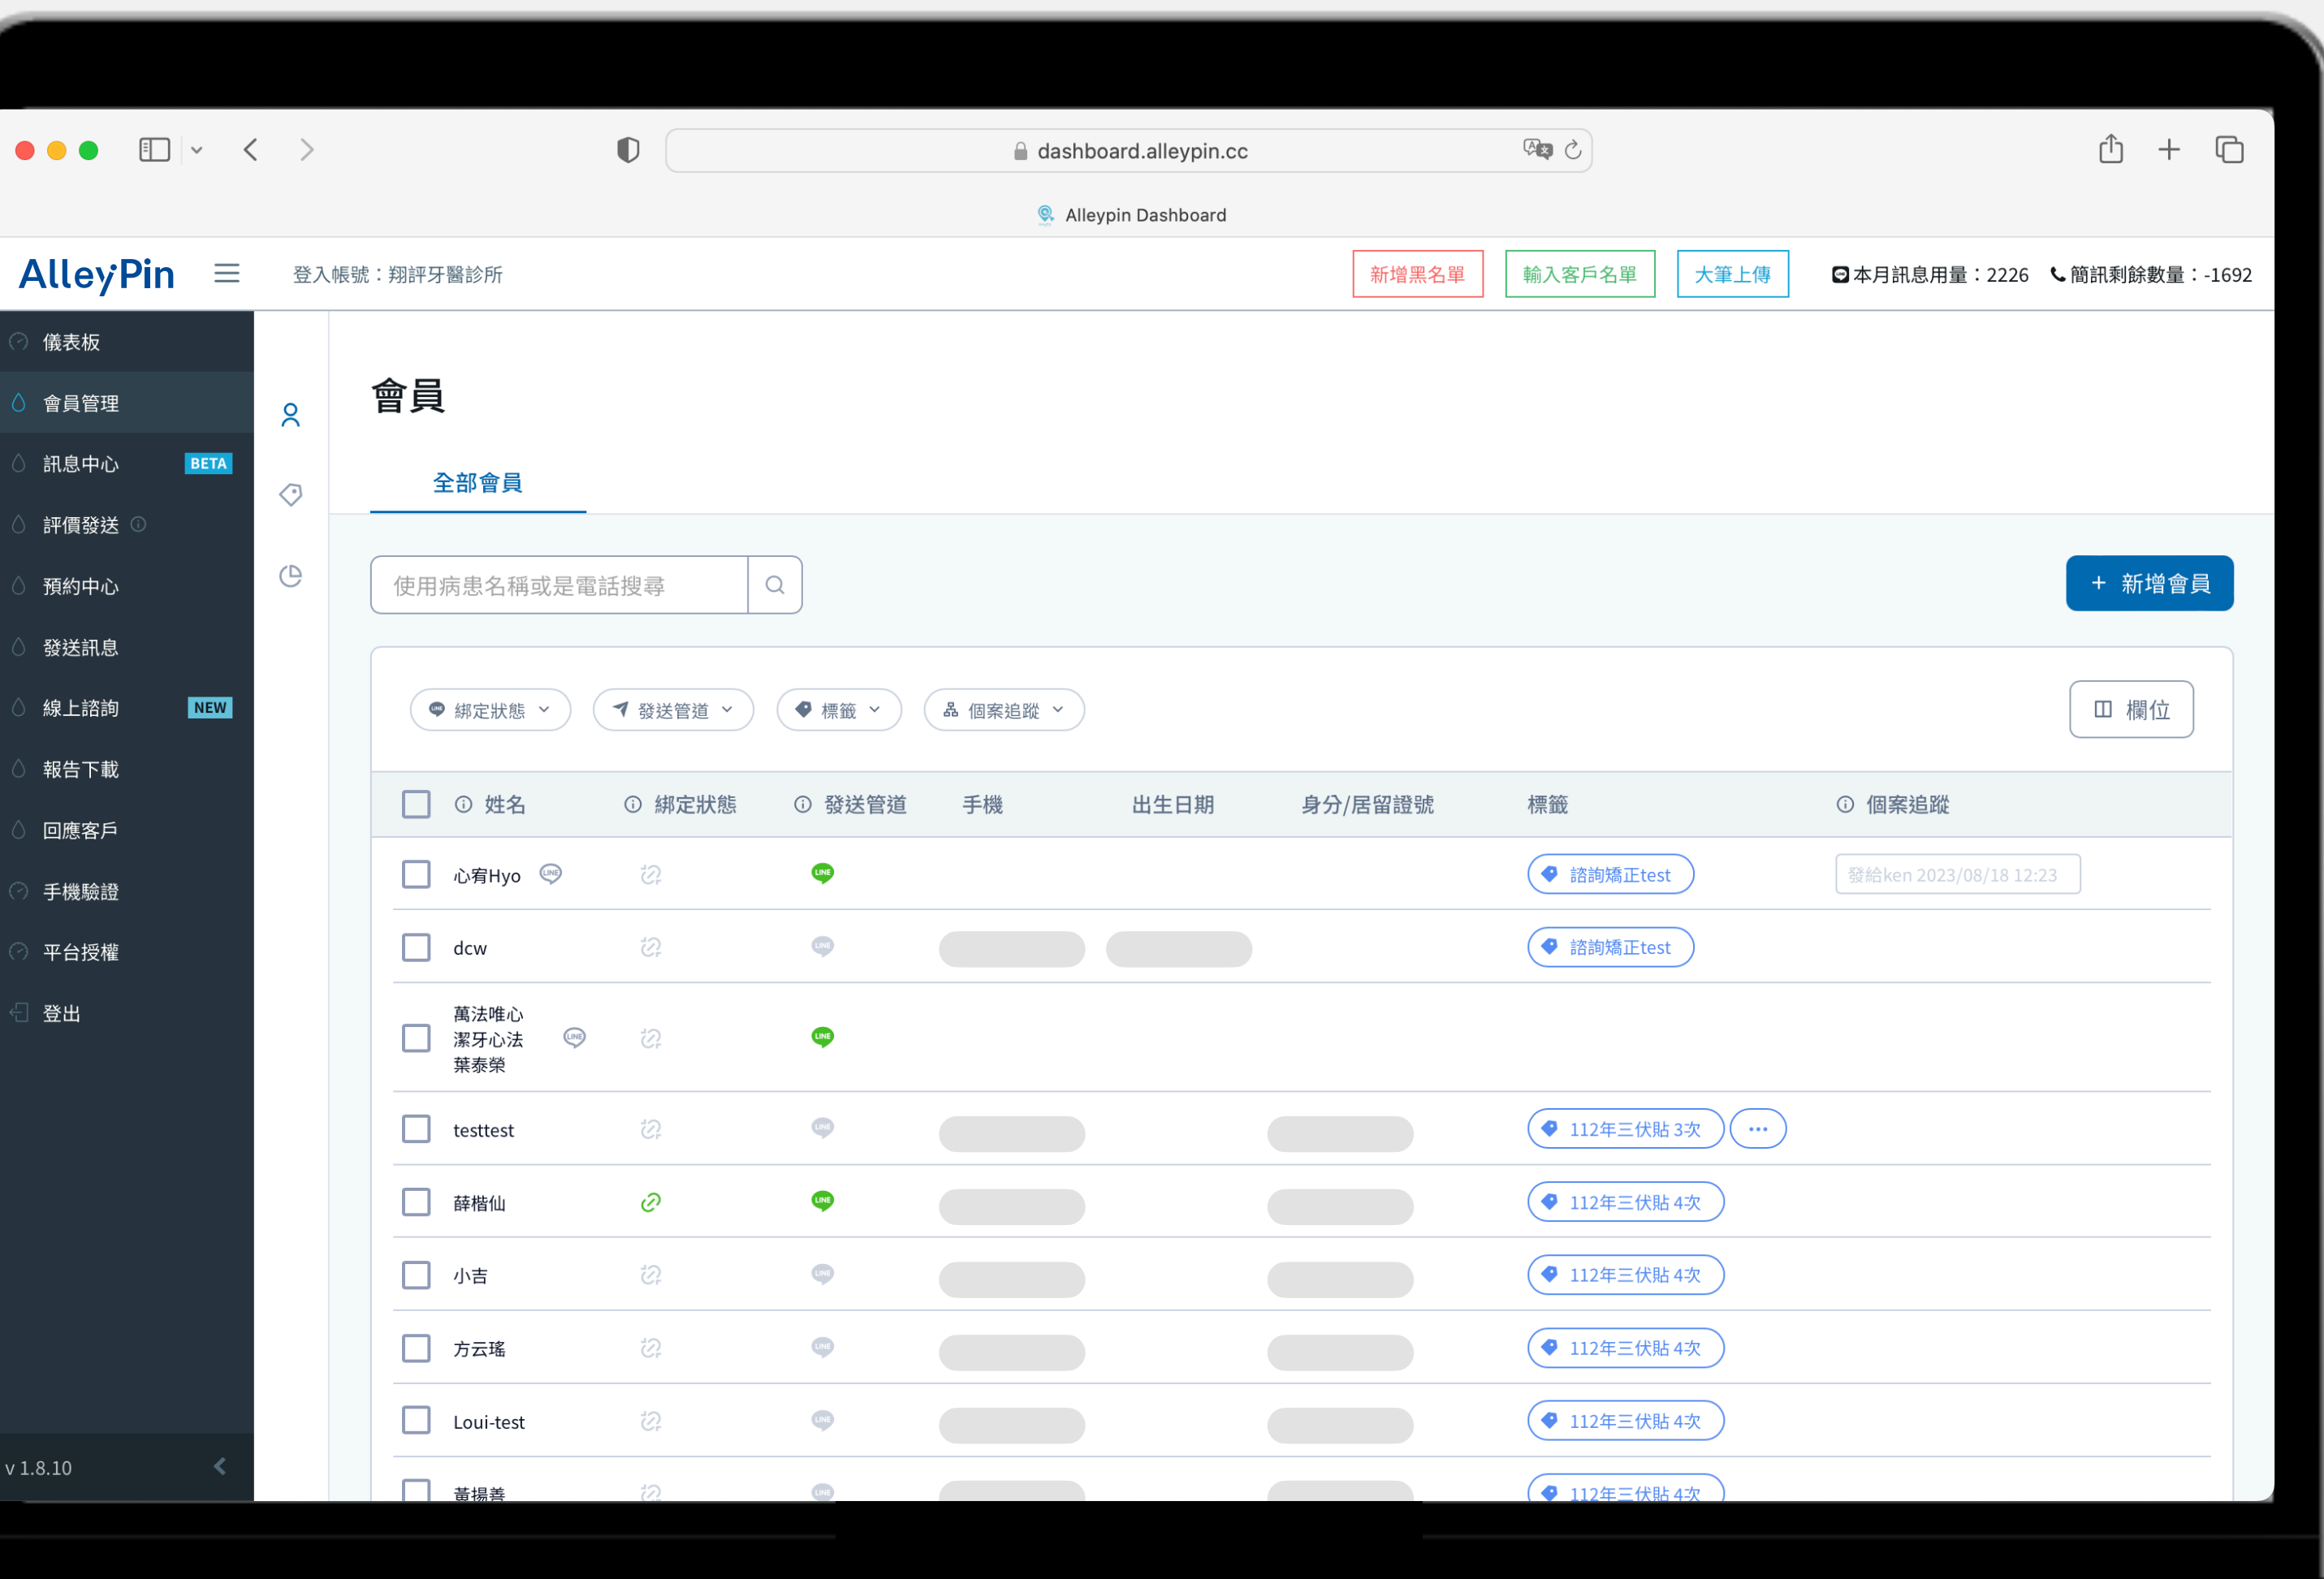 dashboard.alleypin.cc
Alleypin Dashboard
AlleyPin
登入帳號：翔評牙醫診所
新增黑名單
輸入客戶名單
大筆上傳
本月訊息用量：2226
簡訊剩餘數量：-1692
儀表板
會員管理
訊息中心 BETA
評價發送
預約中心
發送訊息
線上諮詢 NEW
報告下載
回應客戶
手機驗證
平台授權
登出
v 1.8.10
會員
全部會員
使用病患名稱或是電話搜尋
+ 新增會員
綁定狀態
發送管道
標籤
個案追蹤
欄位
姓名 綁定狀態 發送管道 手機 出生日期 身分/居留證號 標籤 個案追蹤
心宥Hyo LINE LINE 諮詢矯正test 發給ken 2023/08/18 12:23
dcw LINE 諮詢矯正test
萬法唯心
潔牙心法
葉泰榮
LINE LINE
testtest LINE 112年三伏貼 3次 ...
薛楷仙 LINE 112年三伏貼 4次
小吉 LINE 112年三伏貼 4次
方云瑤 LINE 112年三伏貼 4次
Loui-test LINE 112年三伏貼 4次
黃揚善 LINE 112年三伏貼 4次